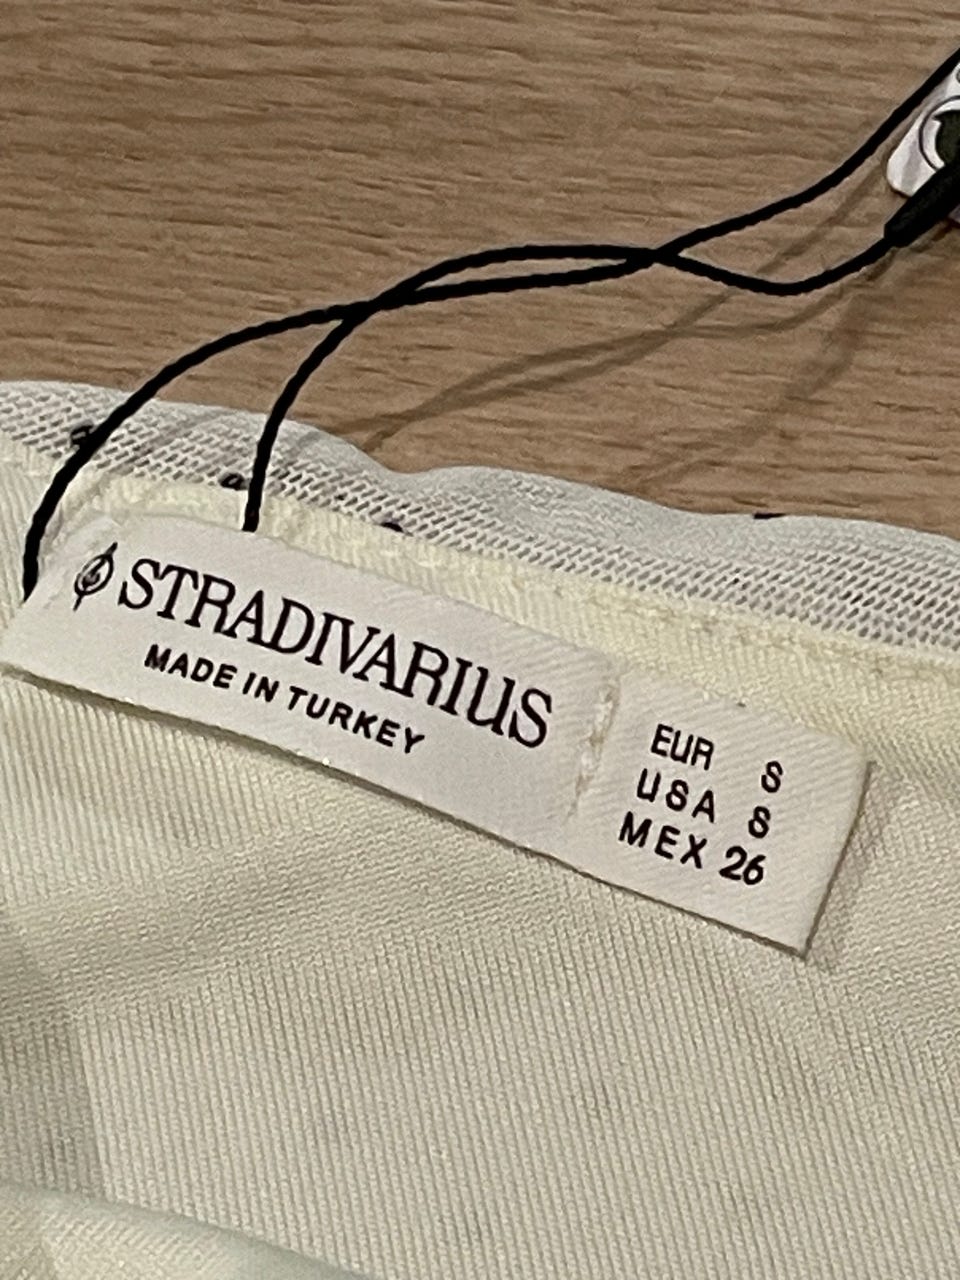 STRADIVARIUS
MADE IN TURKEY
EUR S
USA S
MEX 26